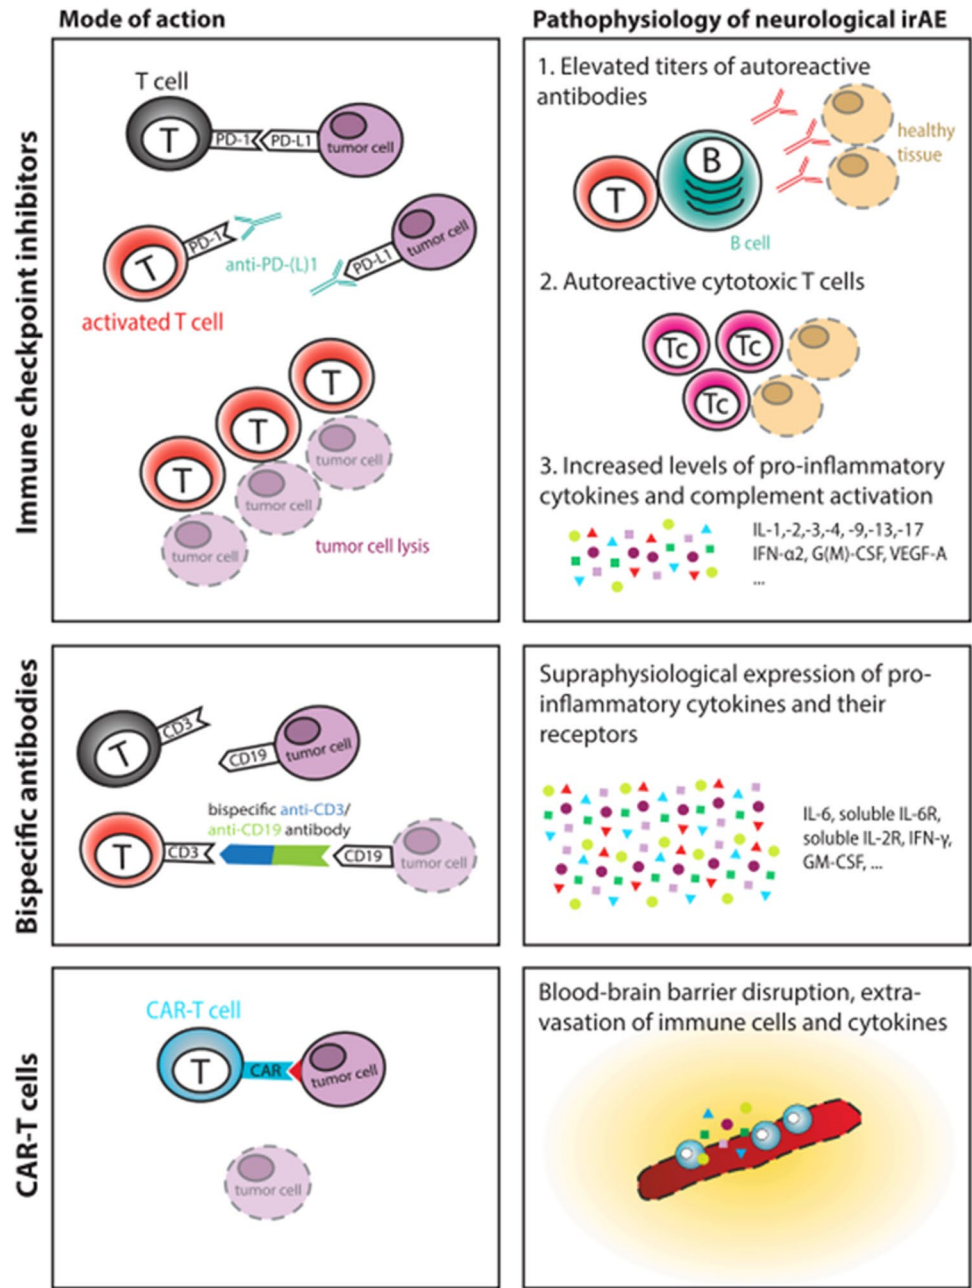 Mode of action
Pathophysiology of neurological irAE
Immune checkpoint inhibitors
T cell
T
PD-1
PD-L1
tumor cell
T
PD-1
anti-PD-(L)1
PD-L1
tumor cell
activated T cell
T
T
T
tumor cell
tumor cell
tumor cell
tumor cell lysis
1. Elevated titers of autoreactive
antibodies
healthy
tissue
T
B
B cell
2. Autoreactive cytotoxic T cells
Tc
Tc
Tc
3. Increased levels of pro-inflammatory
cytokines and complement activation
IL-1,-2,-3,-4, -9,-13,-17
IFN-α2, G(M)-CSF, VEGF-A
...
Bispecific antibodies
T
CD3
CD19
tumor cell
bispecific anti-CD3/
anti-CD19 antibody
T
CD3
CD19
tumor cell
Supraphysiological expression of pro-
inflammatory cytokines and their
receptors
IL-6, soluble IL-6R,
soluble IL-2R, IFN-γ,
GM-CSF, ...
CAR-T cells
CAR-T cell
T
CAR
tumor cell
tumor cell
Blood-brain barrier disruption, extra-
vasation of immune cells and cytokines